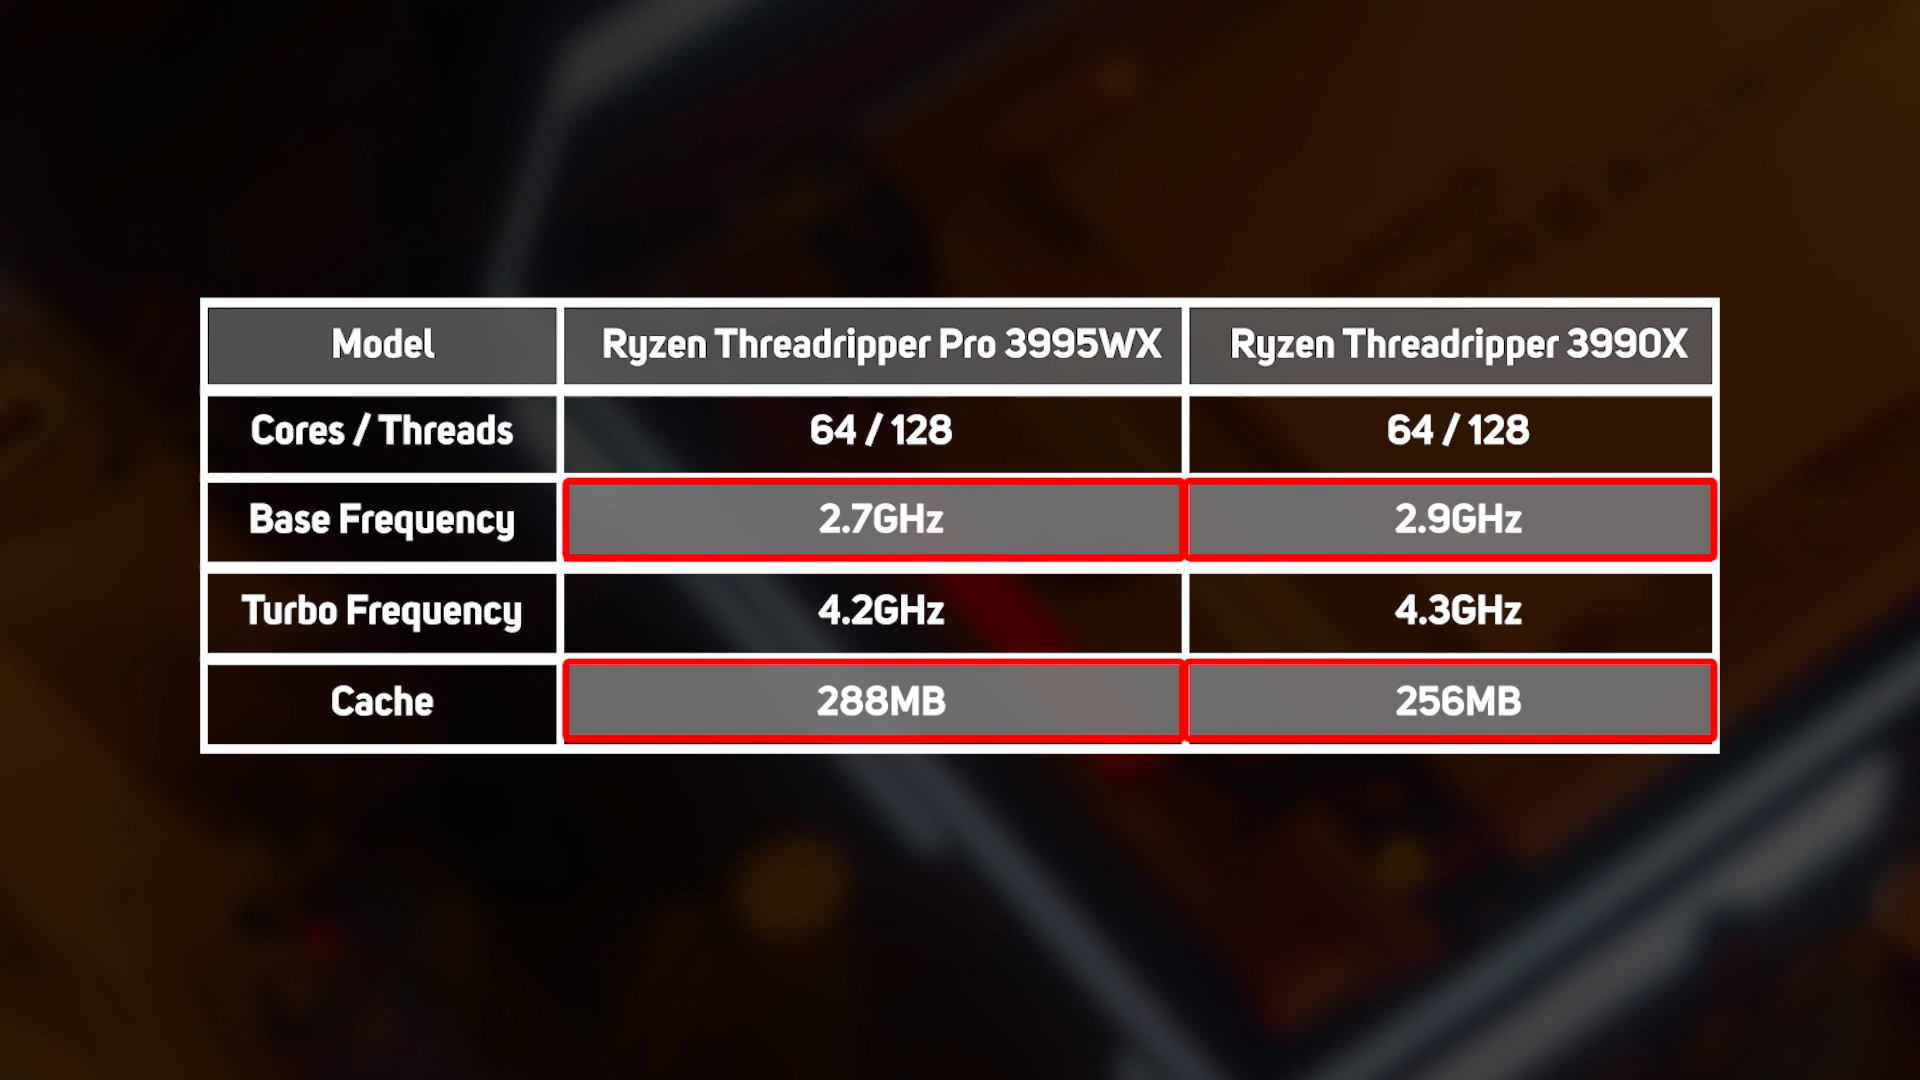 Model Ryzen Threadripper Pro 3995WX Ryzen Threadripper 3990X
Cores / Threads 64 / 128 64 / 128
Base Frequency 2.7GHz 2.9GHz
Turbo Frequency 4.2GHz 4.3GHz
Cache 288MB 256MB